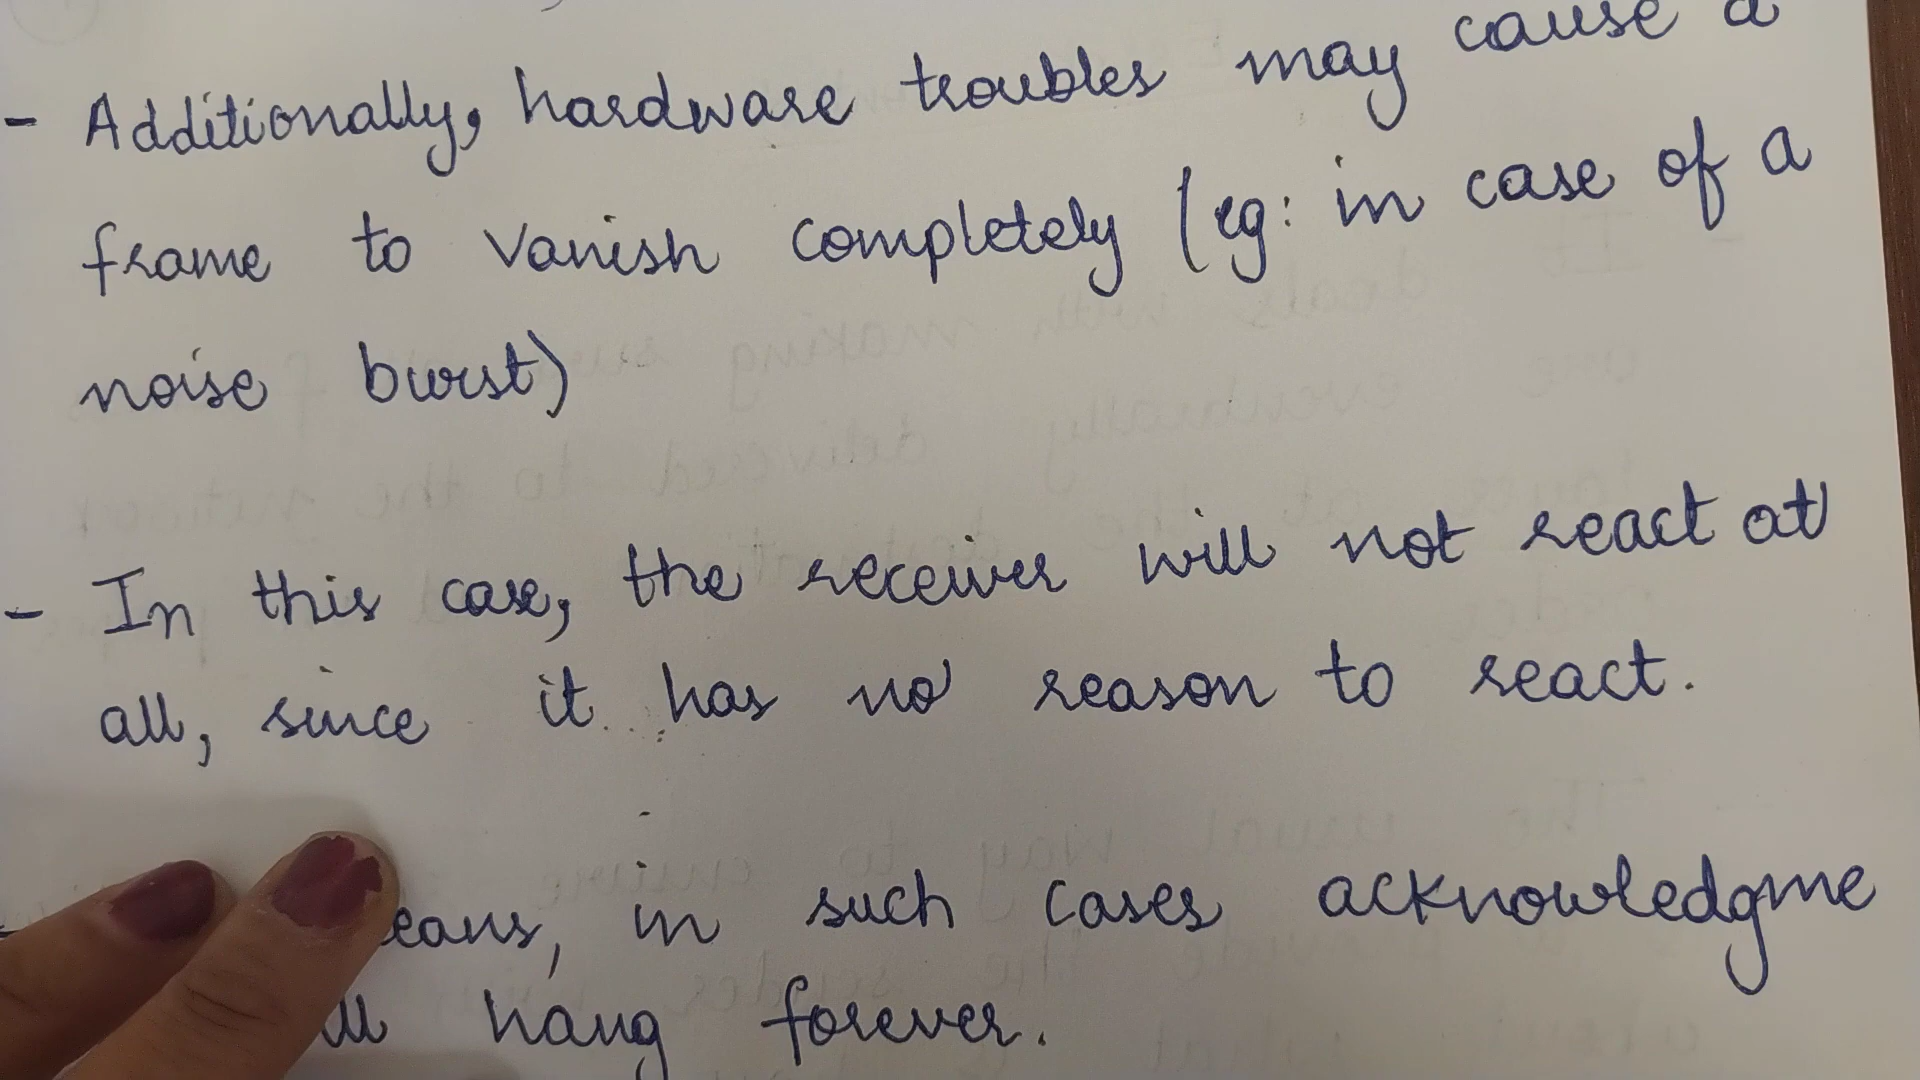 - Additionally, hardware troubles may cause a
frame to vanish completely (eg: in case of a
noise burst)
- In this case, the receiver will not react at
all, since it has no reason to react.
in such cases acknowledgme
hang forever.